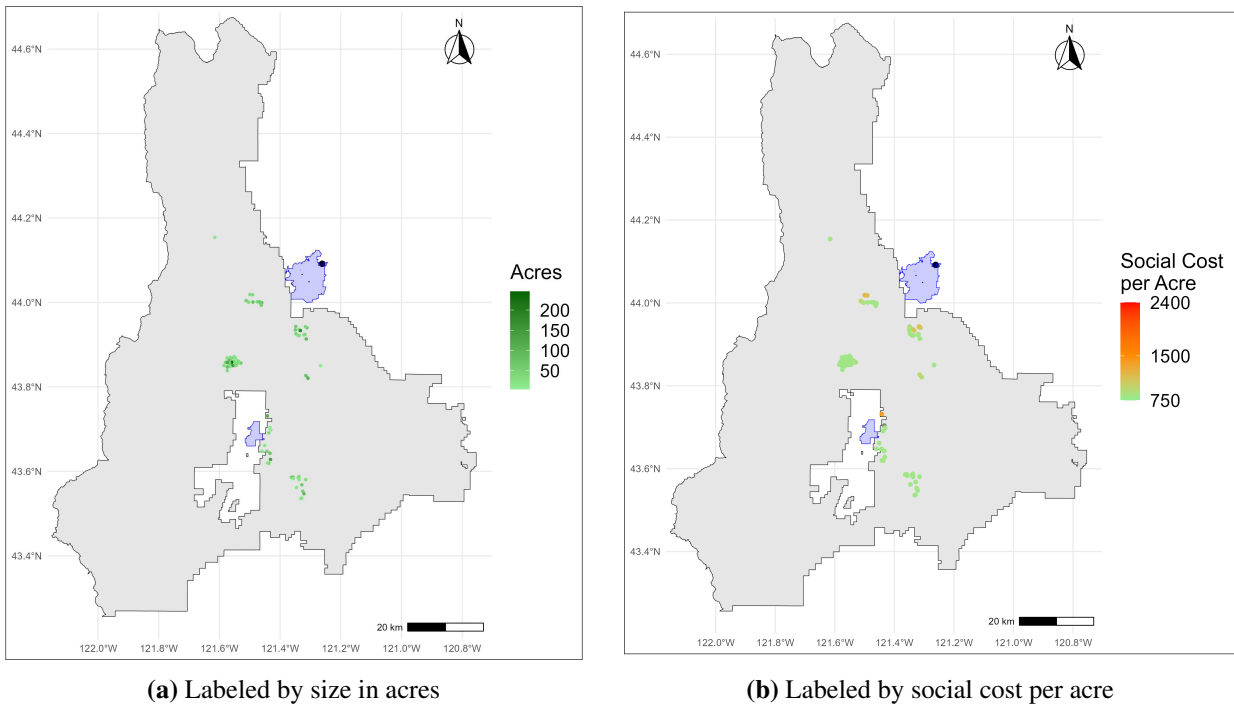 N
44.6°N
44.4°N
44.2°N
44.0°N
43.8°N
43.6°N
43.4°N
Acres
200
150
100
50
20 km
122.0°W 121.8°W 121.6°W 121.4°W 121.2°W 121.0°W 120.8°W
(a) Labeled by size in acres
N
44.6°N
44.4°N
44.2°N
44.0°N
43.8°N
43.6°N
43.4°N
Social Cost
per Acre
2400
1500
750
20 km
122.0°W 121.8°W 121.6°W 121.4°W 121.2°W 121.0°W 120.8°W
(b) Labeled by social cost per acre